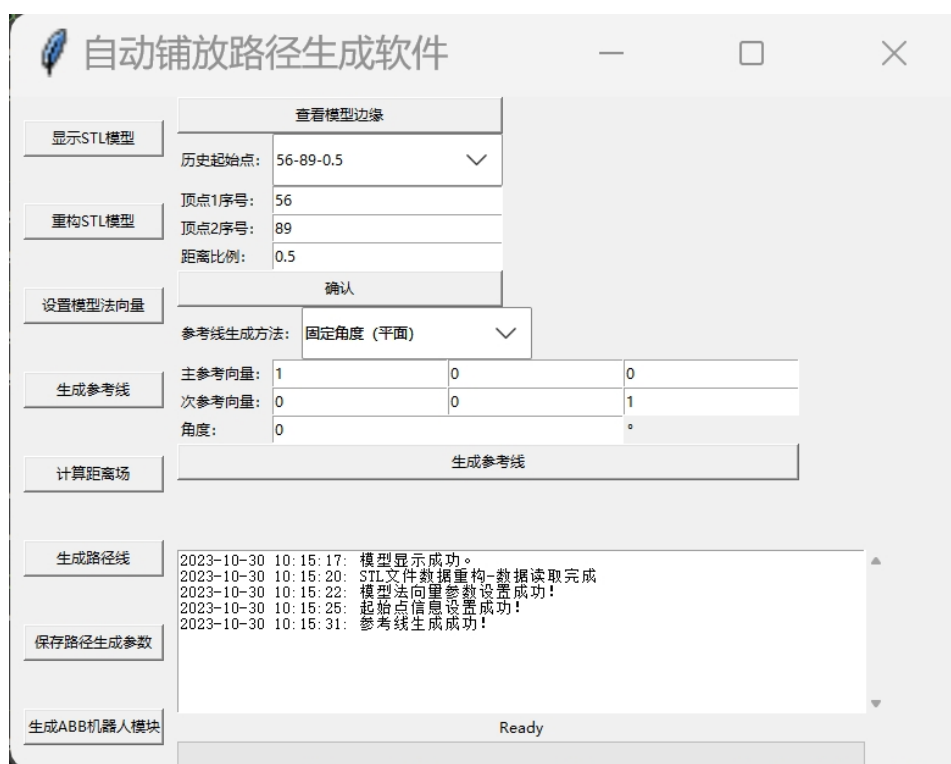 自动铺放路径生成软件
显示STL模型
重构STL模型
设置模型法向量
生成参考线
计算距离场
生成路径线
保存路径生成参数
生成ABB机器人模块
查看模型边缘
历史起始点: 56-89-0.5
顶点1序号: 56
顶点2序号: 89
距离比例: 0.5
确认
参考线生成方法: 固定角度 (平面)
主参考向量: 1 0 0
次参考向量: 0 0 1
角度: 0 °
生成参考线
2023-10-30 10:15:17: 模型显示成功。
2023-10-30 10:15:20: STL文件数据重构-数据读取完成
2023-10-30 10:15:22: 模型法向量参数设置成功!
2023-10-30 10:15:25: 起始点信息设置成功!
2023-10-30 10:15:31: 参考线生成成功!
Ready